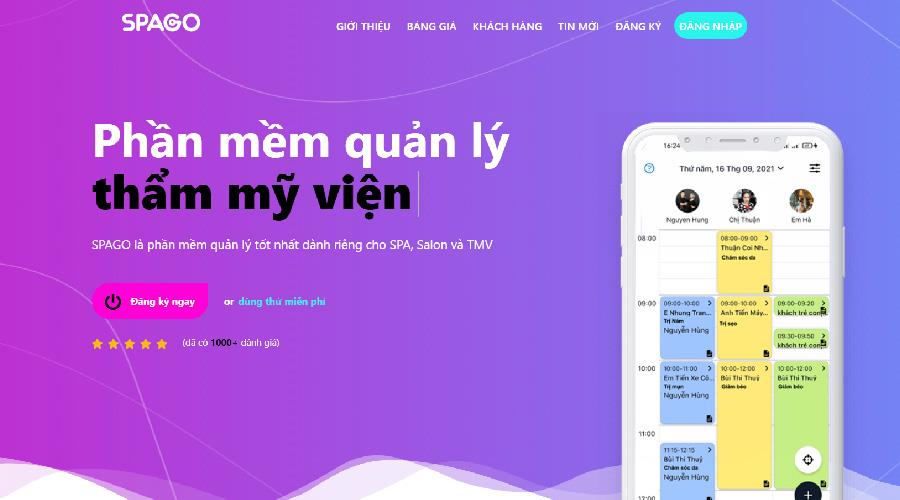 SPAGO
GIỚI THIỆU BẢNG GIÁ KHÁCH HÀNG TIN MỚI ĐĂNG KÝ ĐĂNG NHẬP
Phần mềm quản lý
thẩm mỹ viện
SPAGO là phần mềm quản lý tốt nhất dành riêng cho SPA, Salon và TMV
Đăng ký ngay or dùng thử miễn phí
(đã có 1000+ đánh giá)
16:24
Thứ năm, 16 Thg 09, 2021
Nguyen Hung Chị Thuận Em Hà
08:00
08:00-09:00
Thuận Coi Nh...
Chăm sóc da
09:00
09:00-10:00
E Nhung Tran...
Trị Nám
Nguyễn Hùng
09:00-10:00
Anh Tiến Máy...
Trị sẹo
09:00-09:20
khách trẻ con
09:30-09:50
khách trẻ con
10:00
10:00-11:00
Em Tiến Xe Cô...
Trị mụn
Nguyễn Hùng
10:00-12:00
Bùi Thi Thuý
Giảm béo
10:00-12:00
Bùi Thi Thuý
Giảm béo
11:00
11:15-12:15
Bùi Thi Thuý
Chăm sóc da
Nguyễn Hùng
12:00